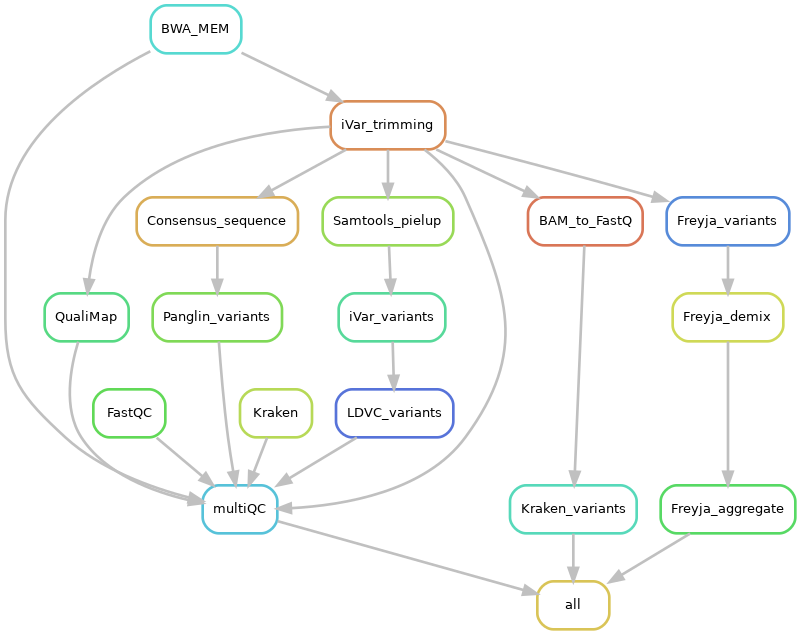 BWA_MEM
iVar_trimming
Consensus_sequence
Samtools_pielup
BAM_to_FastQ
Freyja_variants
QualiMap
Panglin_variants
iVar_variants
Freyja_demix
FastQC
Kraken
LDVC_variants
multiQC
Kraken_variants
Freyja_aggregate
all